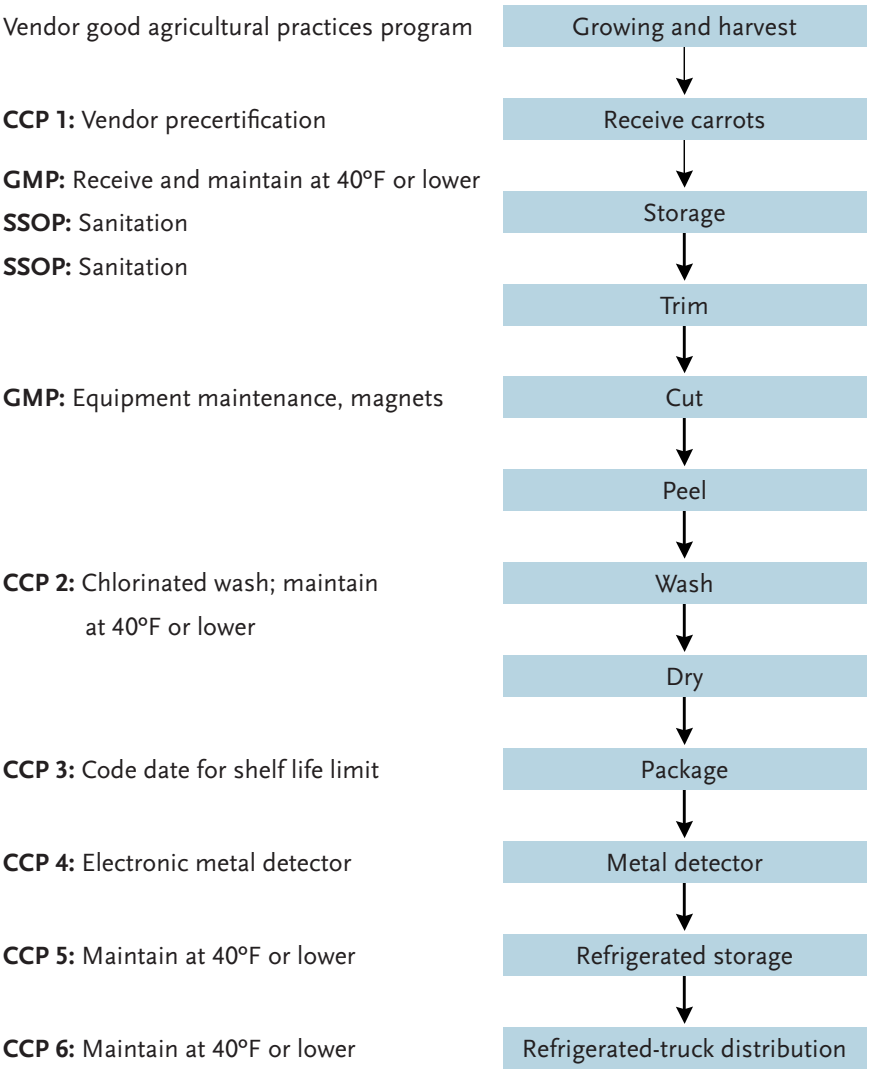 Vendor good agricultural practices program
Growing and harvest
CCP 1: Vendor precertification
Receive carrots
GMP: Receive and maintain at 40ºF or lower
SSOP: Sanitation
Storage
SSOP: Sanitation
Trim
GMP: Equipment maintenance, magnets
Cut
Peel
CCP 2: Chlorinated wash; maintain
at 40ºF or lower
Wash
Dry
CCP 3: Code date for shelf life limit
Package
CCP 4: Electronic metal detector
Metal detector
CCP 5: Maintain at 40ºF or lower
Refrigerated storage
CCP 6: Maintain at 40ºF or lower
Refrigerated-truck distribution